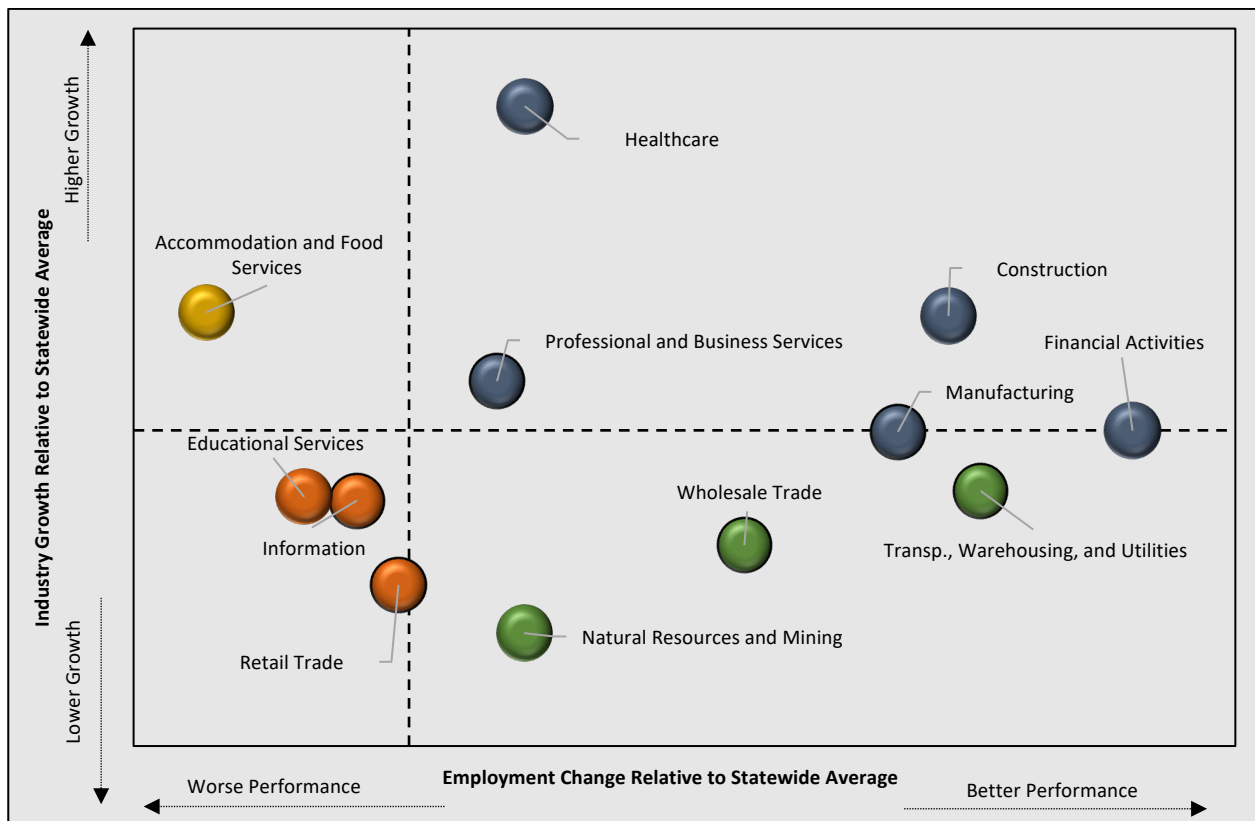 Higher Growth
Industry Growth Relative to Statewide Average
Lower Growth
Healthcare
Accommodation and Food
Services
Construction
Professional and Business Services
Financial Activities
Manufacturing
Educational Services
Wholesale Trade
Information
Transp., Warehousing, and Utilities
Natural Resources and Mining
Retail Trade
Employment Change Relative to Statewide Average
Worse Performance
Better Performance